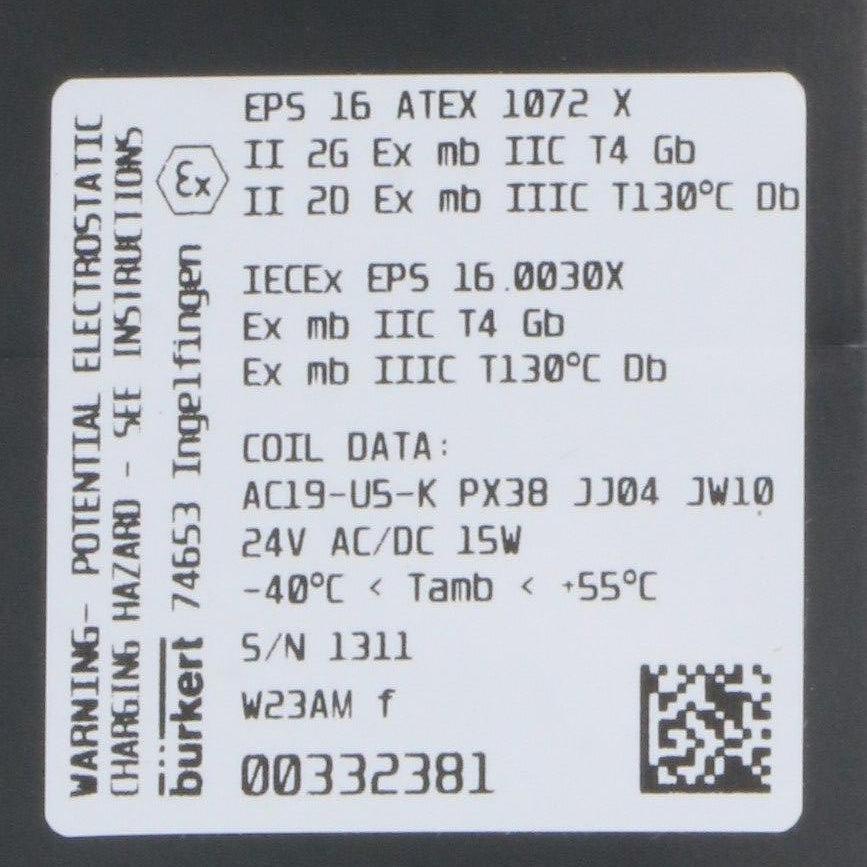 EPS 16 ATEX 1072 X
II 2G Ex mb IIC T4 Gb
II 2D Ex mb IIIC T130°C Db
IECEx EPS 16.0030X
Ex mb IIC T4 Gb
Ex mb IIIC T130°C Db
COIL DATA:
AC19-US-K PX38 JJ04 JW10
24V AC/DC 15W
-40°C < Tamb < +55°C
S/N 1311
W23AM f
00332381
WARNING- POTENTIAL ELECTROSTATIC
CHARGING HAZARD - SEE INSTRUCTIONS
Ex
bürkert 74653 Ingelfingen